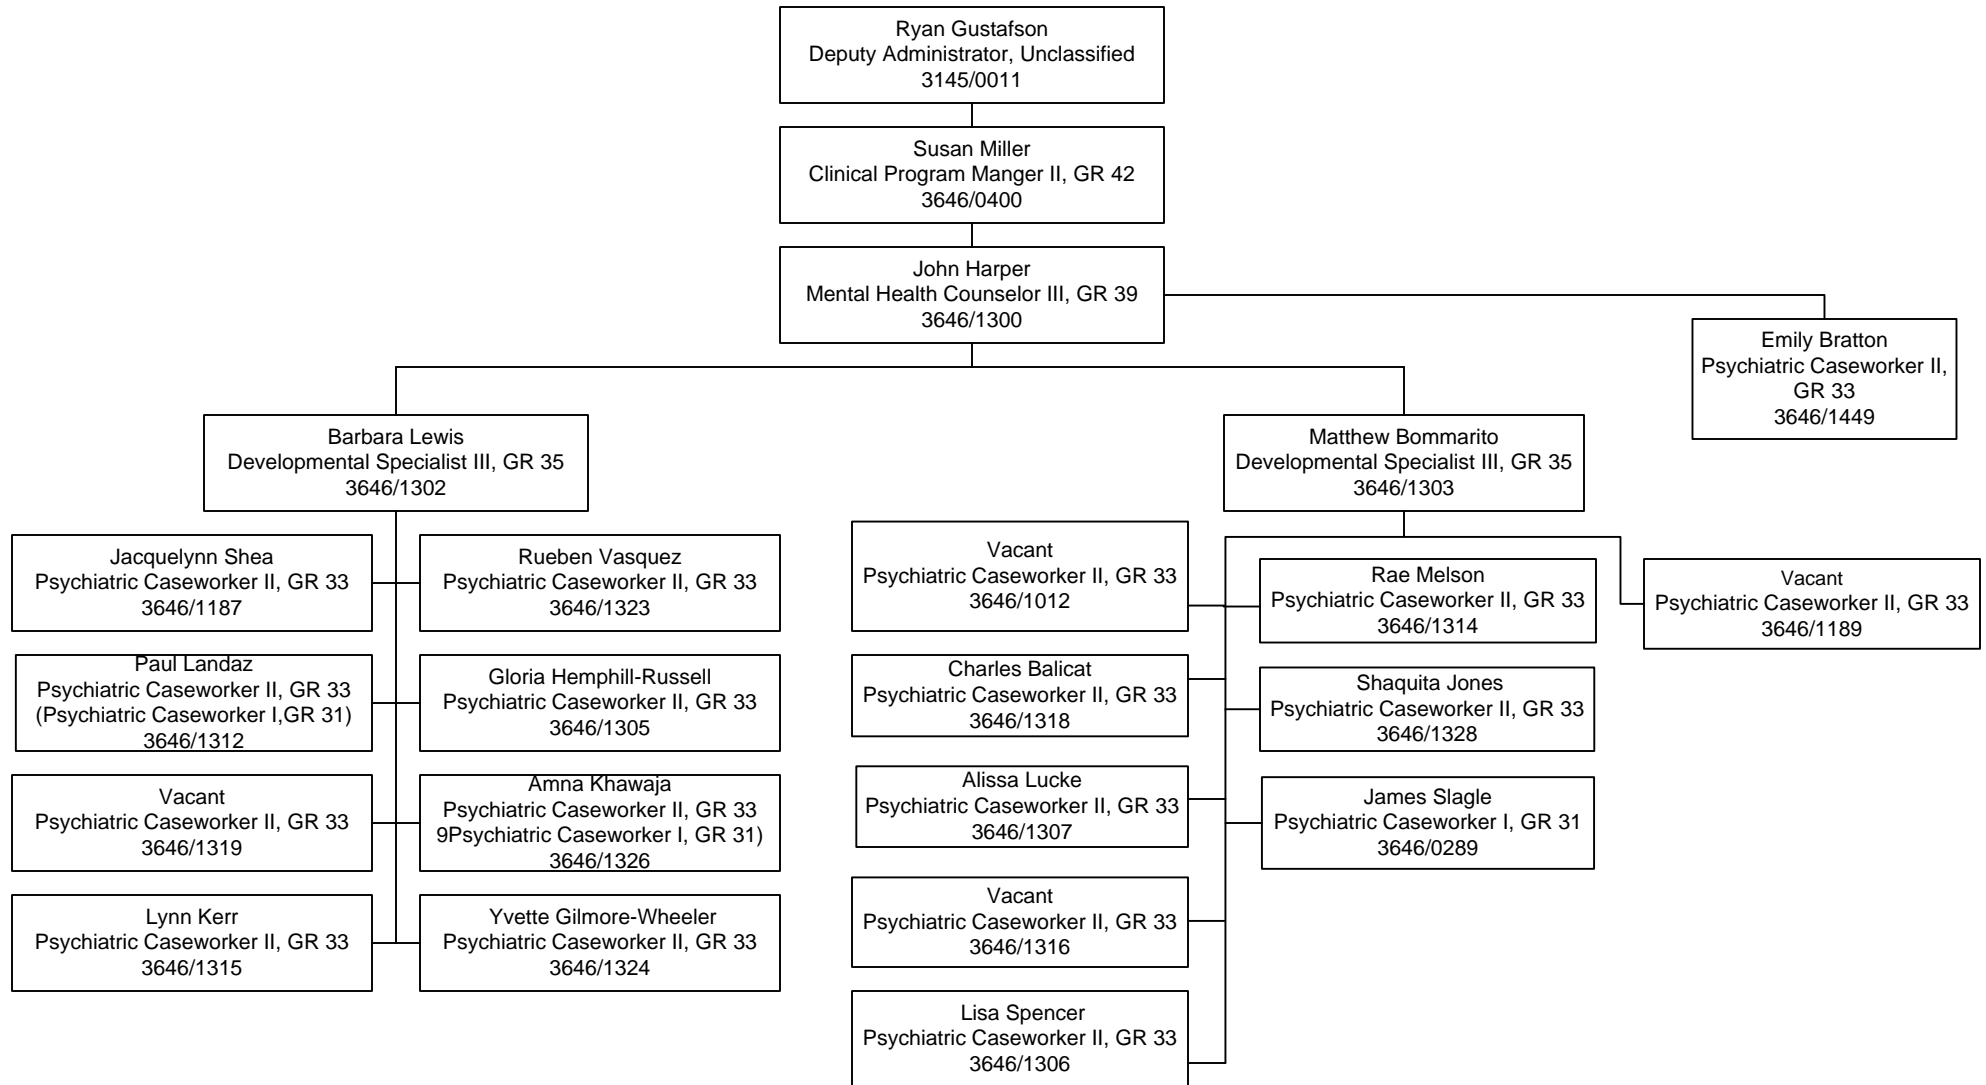 Ryan Gustafson
Deputy Administrator, Unclassified
3145/0011
Susan Miller
Clinical Program Manger II, GR 42
3646/0400
John Harper
Mental Health Counselor III, GR 39
3646/1300
Emily Bratton
Psychiatric Caseworker II,
GR 33
3646/1449
Barbara Lewis
Developmental Specialist III, GR 35
3646/1302
Matthew Bommarito
Developmental Specialist III, GR 35
3646/1303
Jacquelynn Shea
Psychiatric Caseworker II, GR 33
3646/1187
Rueben Vasquez
Psychiatric Caseworker II, GR 33
3646/1323
Paul Landaz
Psychiatric Caseworker II, GR 33
(Psychiatric Caseworker I,GR 31)
3646/1312
Gloria Hemphill-Russell
Psychiatric Caseworker II, GR 33
3646/1305
Vacant
Psychiatric Caseworker II, GR 33
3646/1319
Amna Khawaja
Psychiatric Caseworker II, GR 33
9Psychiatric Caseworker I, GR 31)
3646/1326
Lynn Kerr
Psychiatric Caseworker II, GR 33
3646/1315
Yvette Gilmore-Wheeler
Psychiatric Caseworker II, GR 33
3646/1324
Vacant
Psychiatric Caseworker II, GR 33
3646/1012
Rae Melson
Psychiatric Caseworker II, GR 33
3646/1314
Vacant
Psychiatric Caseworker II, GR 33
3646/1189
Charles Balicat
Psychiatric Caseworker II, GR 33
3646/1318
Shaquita Jones
Psychiatric Caseworker II, GR 33
3646/1328
Alissa Lucke
Psychiatric Caseworker II, GR 33
3646/1307
James Slagle
Psychiatric Caseworker I, GR 31
3646/0289
Vacant
Psychiatric Caseworker II, GR 33
3646/1316
Lisa Spencer
Psychiatric Caseworker II, GR 33
3646/1306